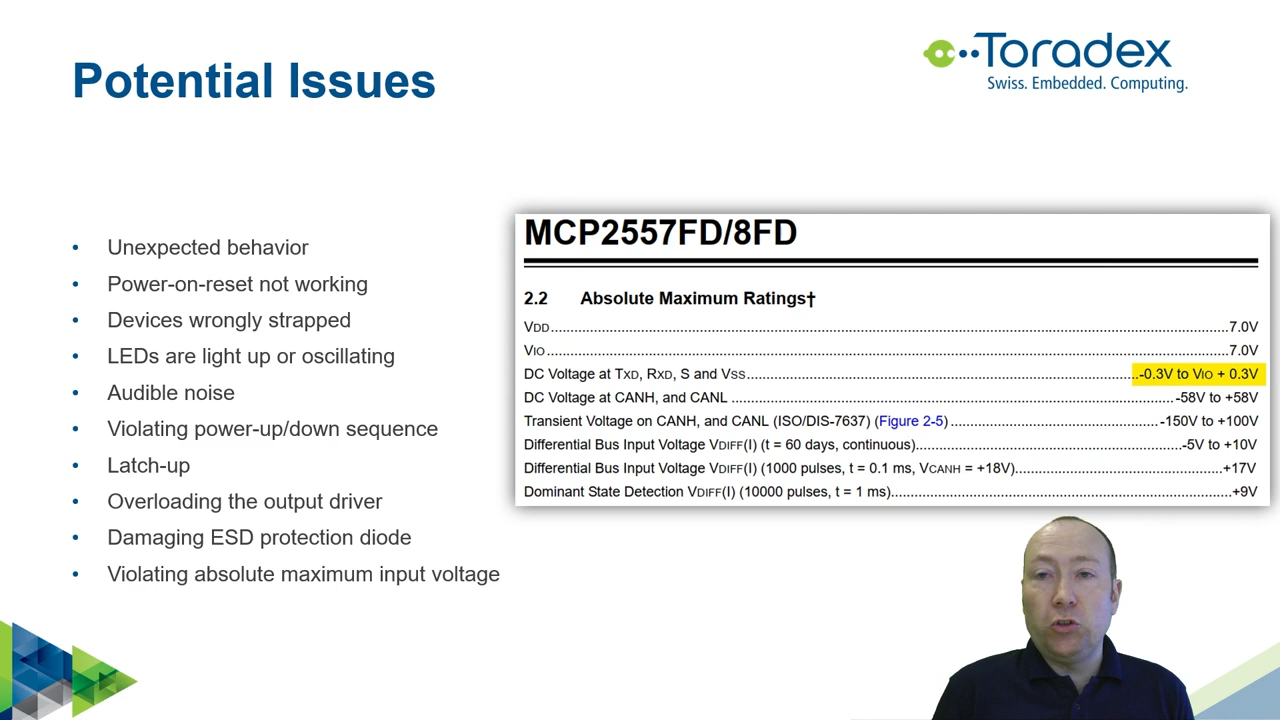 Potential Issues
Toradex
Swiss. Embedded. Computing.
• Unexpected behavior
• Power-on-reset not working
• Devices wrongly strapped
• LEDs are light up or oscillating
• Audible noise
• Violating power-up/down sequence
• Latch-up
• Overloading the output driver
• Damaging ESD protection diode
• Violating absolute maximum input voltage
MCP2557FD/8FD
2.2 Absolute Maximum Ratings†
VDD...7.0V
VIO...7.0V
DC Voltage at TXD, RXD, S and VSS...-0.3V to VIO + 0.3V
DC Voltage at CANH, and CANL ...-58V to +58V
Transient Voltage on CANH, and CANL (ISO/DIS-7637) (Figure 2-5) ...-150V to +100V
Differential Bus Input Voltage VDIFF(I) (t = 60 days, continuous)...-5V to +10V
Differential Bus Input Voltage VDIFF(I) (1000 pulses, t = 0.1 ms, VCANH = +18V)...+17V
Dominant State Detection VDIFF(I) (10000 pulses, t = 1 ms)...+9V